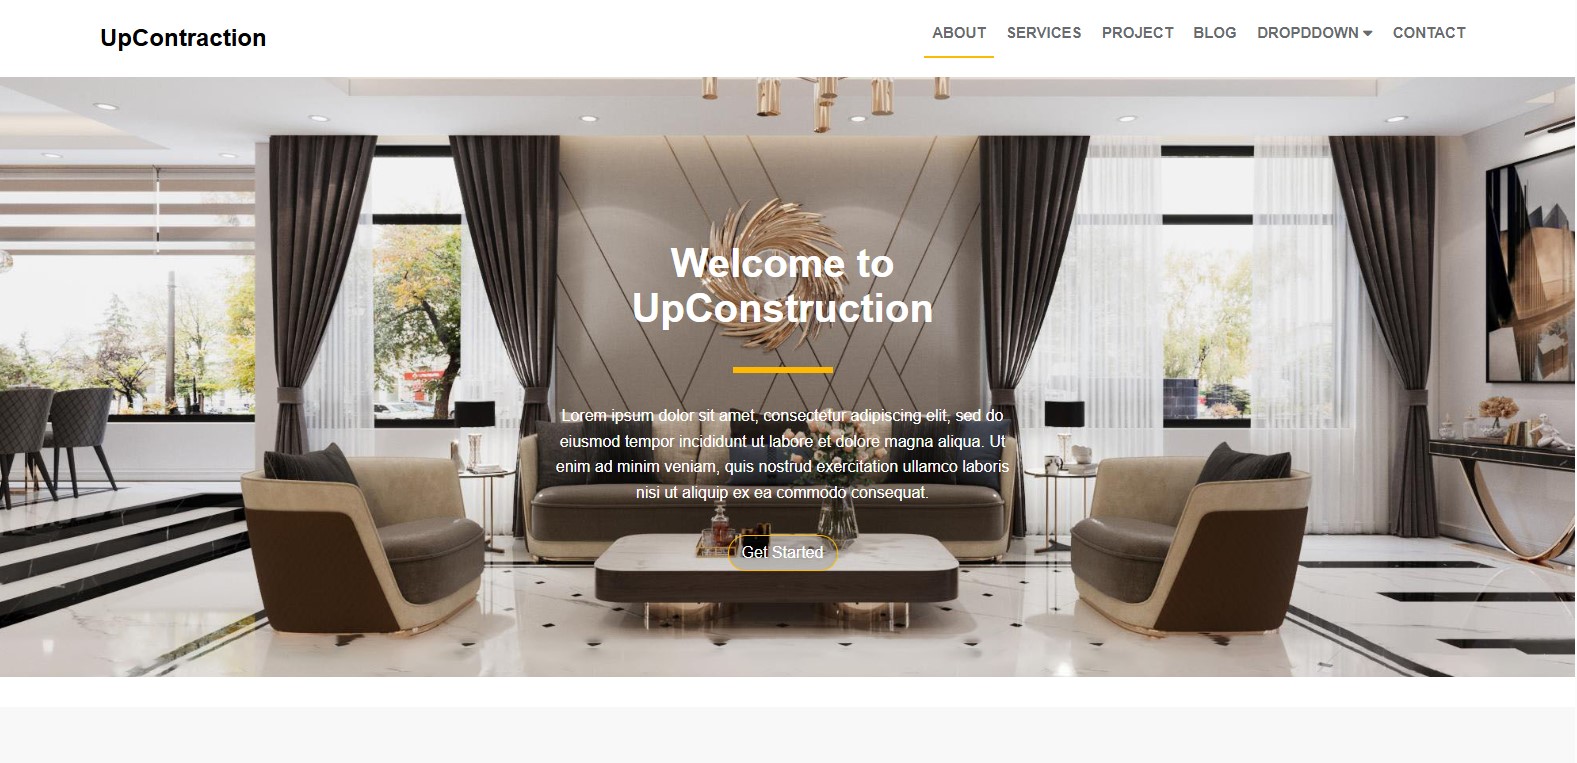 UpContraction
ABOUT SERVICES PROJECT BLOG DROPDDOWN CONTACT
Welcome to
UpConstruction
Lorem ipsum dolor sit amet, consectetur adipiscing elit, sed do
eiusmod tempor incididunt ut labore et dolore magna aliqua. Ut
enim ad minim veniam, quis nostrud exercitation ullamco laboris
nisi ut aliquip ex ea commodo consequat.
Get Started